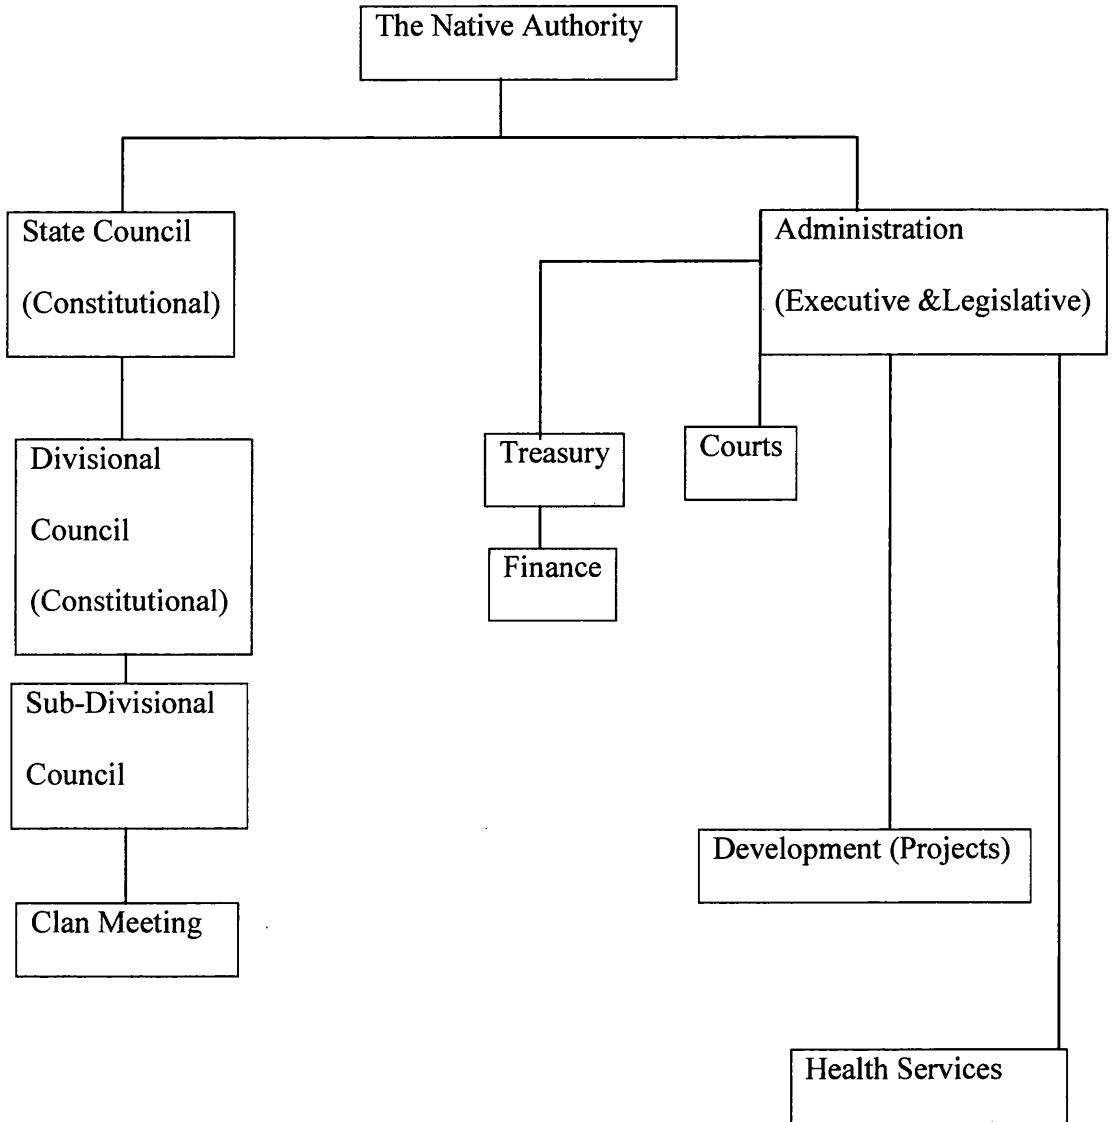 The Native Authority
State Council
(Constitutional)
Administration
(Executive &Legislative)
Divisional
Council
(Constitutional)
Treasury
Courts
Finance
Sub-Divisional
Council
Development (Projects)
Clan Meeting
Health Services